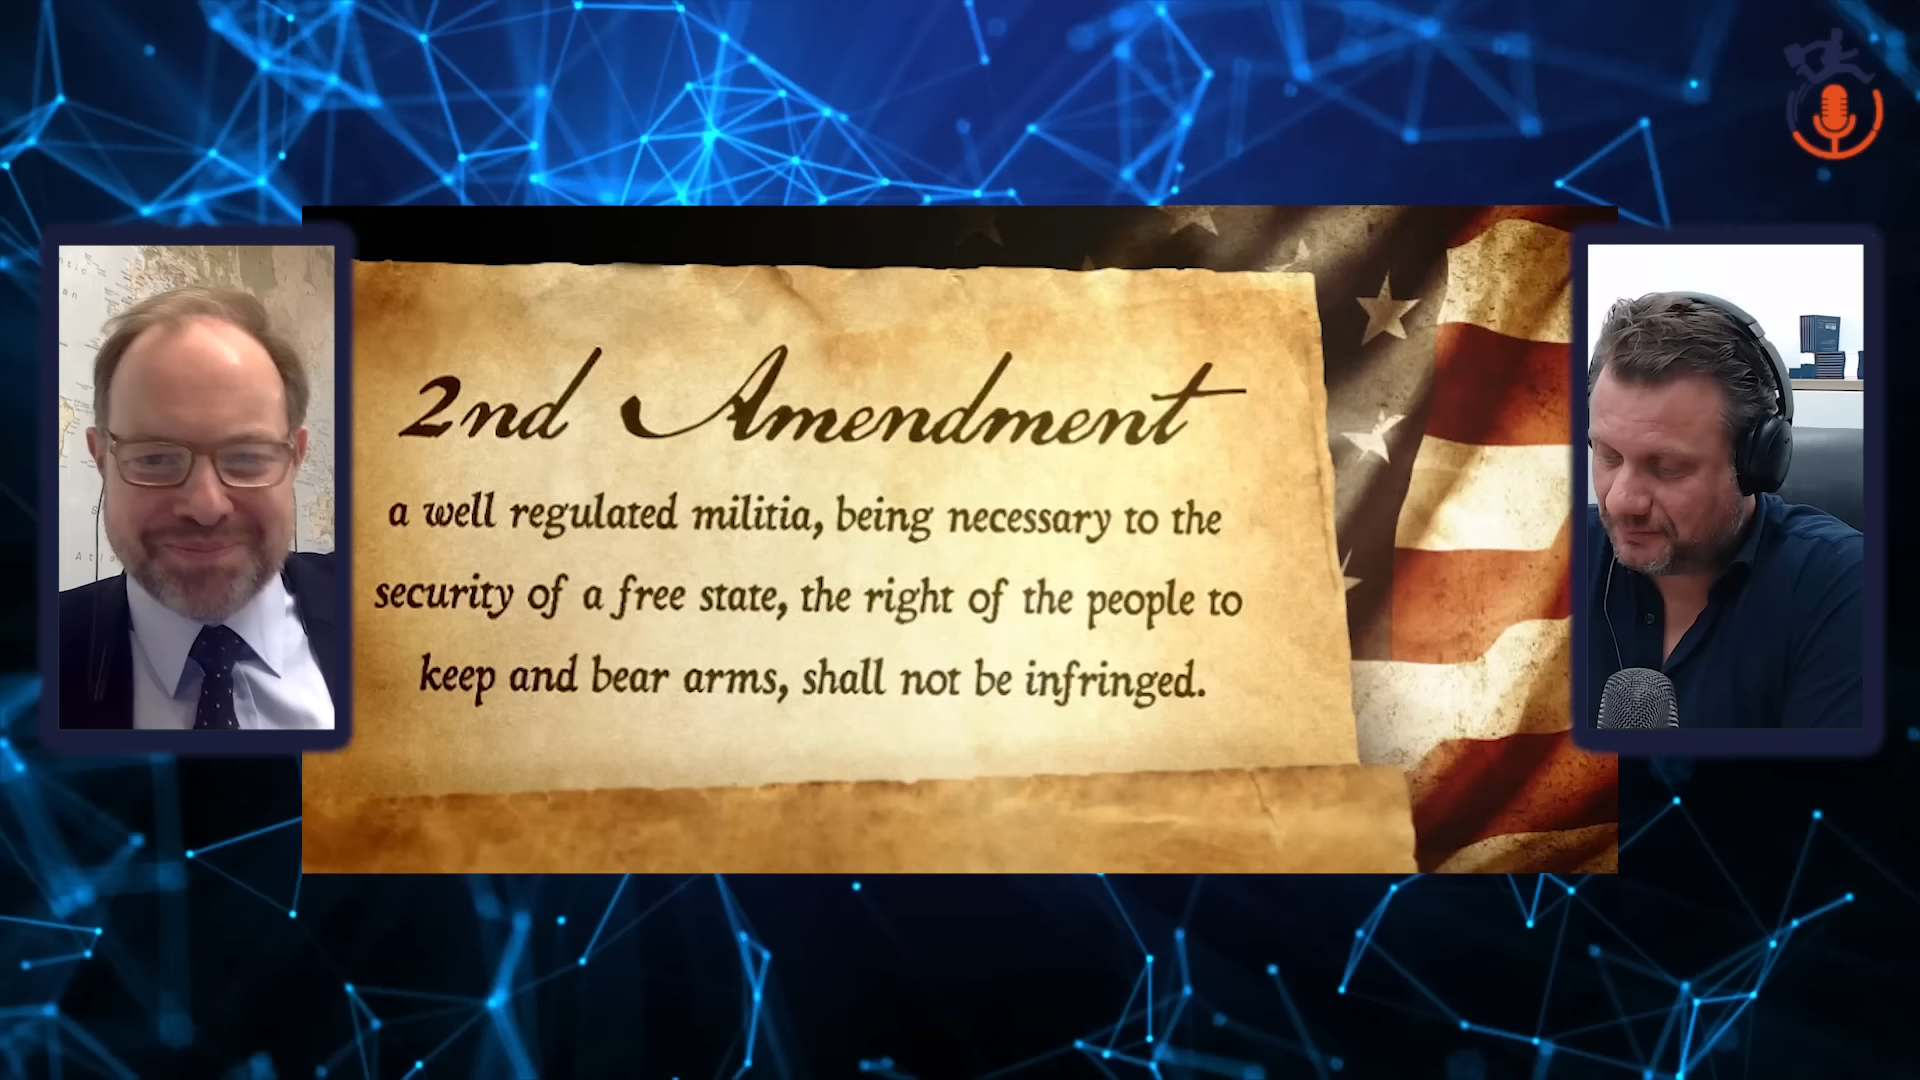 2nd Amendment
a well regulated militia, being necessary to the
security of a free state, the right of the people to
keep and bear arms, shall not be infringed.